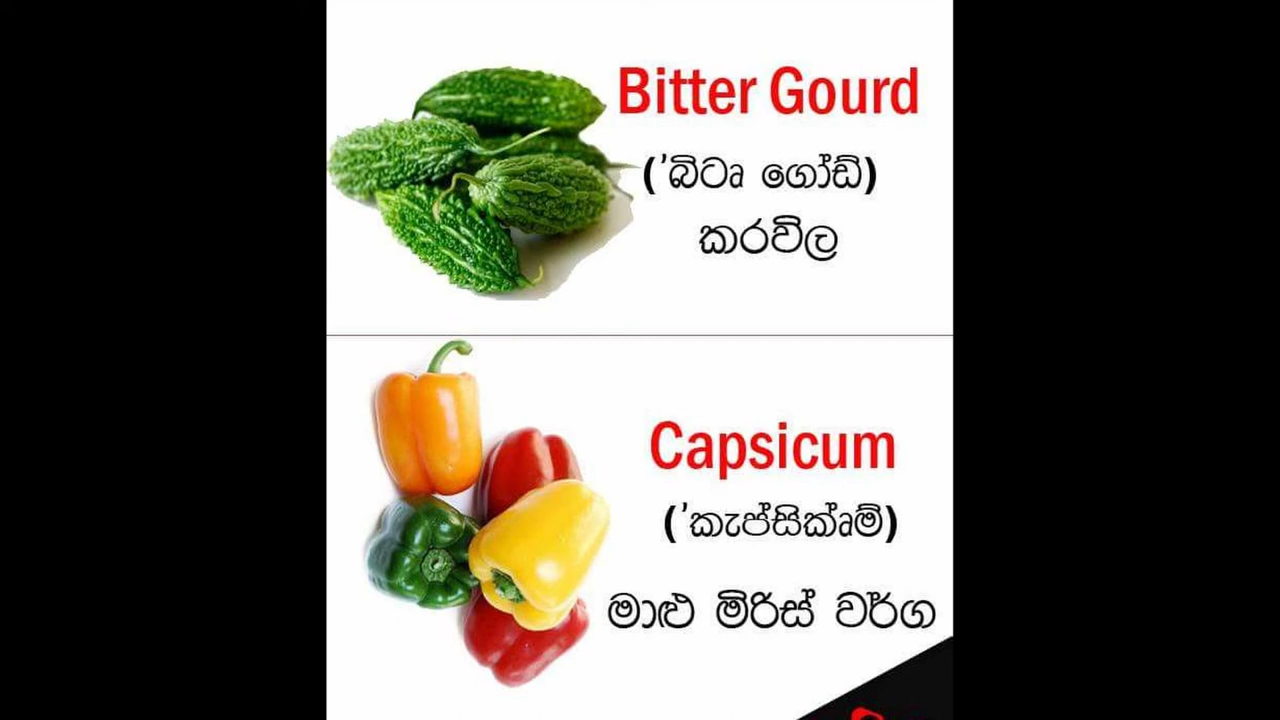 Bitter Gourd
('බිටෘ ගෝඩ්)
කරවිල
Capsicum
('කැප්සික්ෘම්)
මාළු මිරිස් වර්ග